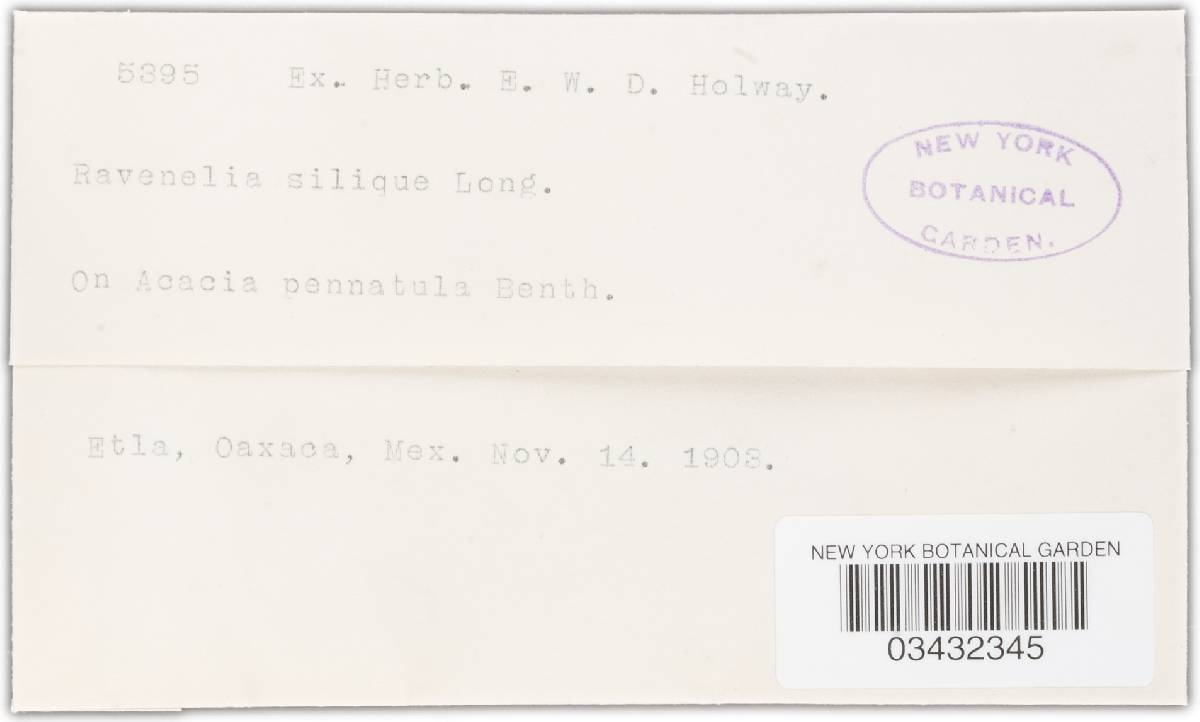 5395 Ex. Herb. E. W. D. Holway.
Ravenelia silique Long.
On Acacia pennatula Benth.
Etla, Oaxaca, Mex. Nov. 14. 1903.
NEW YORK
BOTANICAL
GARDEN.
NEW YORK BOTANICAL GARDEN
03432345